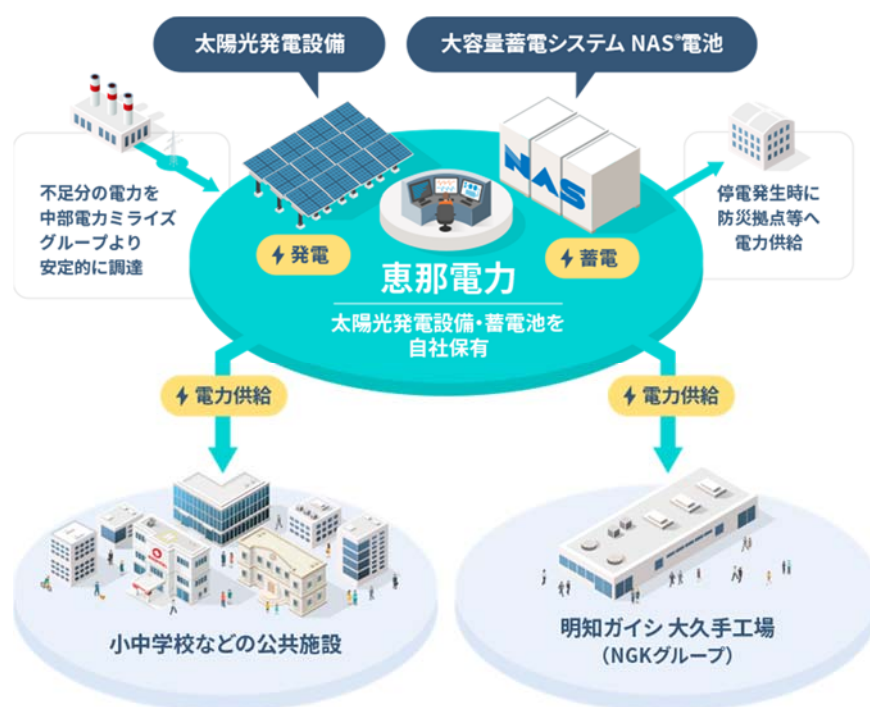 太陽光発電設備
大容量蓄電システム NAS®電池
不足分の電力を
中部電力ミライズ
グループより
安定的に調達
NAS
停電発生時に
防災拠点等へ
電力供給
発電
蓄電
恵那電力
太陽光発電設備・蓄電池を
自社保有
電力供給
電力供給
小中学校などの公共施設
明知ガイシ 大久手工場
（NGKグループ）